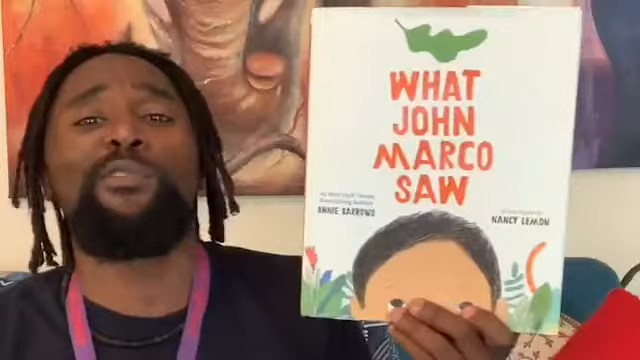 WHAT
JOHN
MARCO
SAW
ANNIE BARROWS
NANCY LEMON